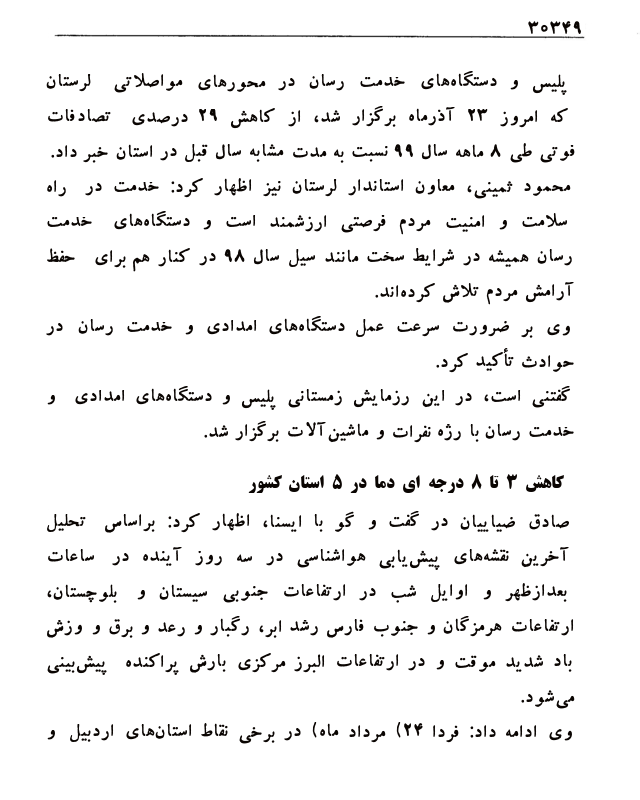 ۳۰۳۴۹
پلیس و دستگاه‌های خدمت رسان در محورهای مواصلاتی لرستان
که امروز ۲۳ آذرماه برگزار شد، از کاهش ۲۹ درصدی تصادفات
فوتی طی ۸ ماهه سال ۹۹ نسبت به مدت مشابه سال قبل در استان خبر داد.
محمود ثمینی، معاون استاندار لرستان نیز اظهار کرد: خدمت در راه
سلامت و امنیت مردم فرصتی ارزشمند است و دستگاه‌های خدمت
رسان همیشه در شرایط سخت مانند سیل سال ۹۸ در کنار هم برای حفظ
آرامش مردم تلاش کرده‌اند.
وی بر ضرورت سرعت عمل دستگاه‌های امدادی و خدمت رسان در
حوادث تأکید کرد.
گفتنی است، در این رزمایش زمستانی پلیس و دستگاه‌های امدادی و
خدمت رسان با رژه نفرات و ماشین‌آلات برگزار شد.
کاهش ۳ تا ۸ درجه ای دما در ۵ استان کشور
صادق ضیاییان در گفت و گو با ایسنا، اظهار کرد: براساس تحلیل
آخرین نقشه‌های پیش‌یابی هواشناسی در سه روز آینده در ساعات
بعدازظهر و اوایل شب در ارتفاعات جنوبی سیستان و بلوچستان،
ارتفاعات هرمزگان و جنوب فارس رشد ابر، رگبار و رعد و برق و وزش
باد شدید موقت و در ارتفاعات البرز مرکزی بارش پراکنده پیش‌بینی
می‌شود.
وی ادامه داد: فردا ۲۴) مرداد ماه) در برخی نقاط استان‌های اردبیل و